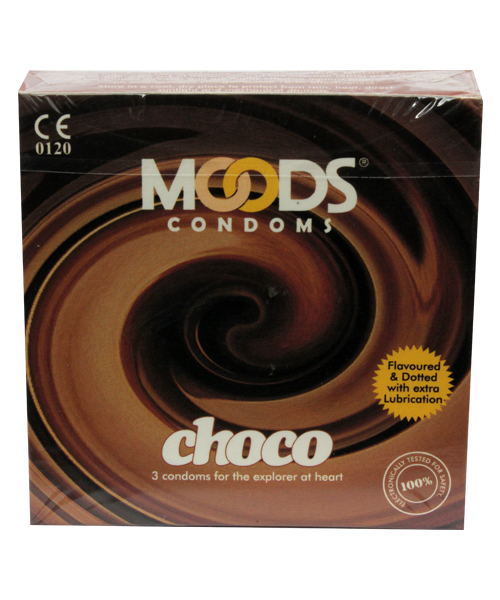 CE
0120
MOODS®
CONDOMS
Flavoured
& Dotted
with extra
Lubrication
choco
3 condoms for the explorer at heart
ELECTRONICALLY TESTED FOR SAFETY.
100%